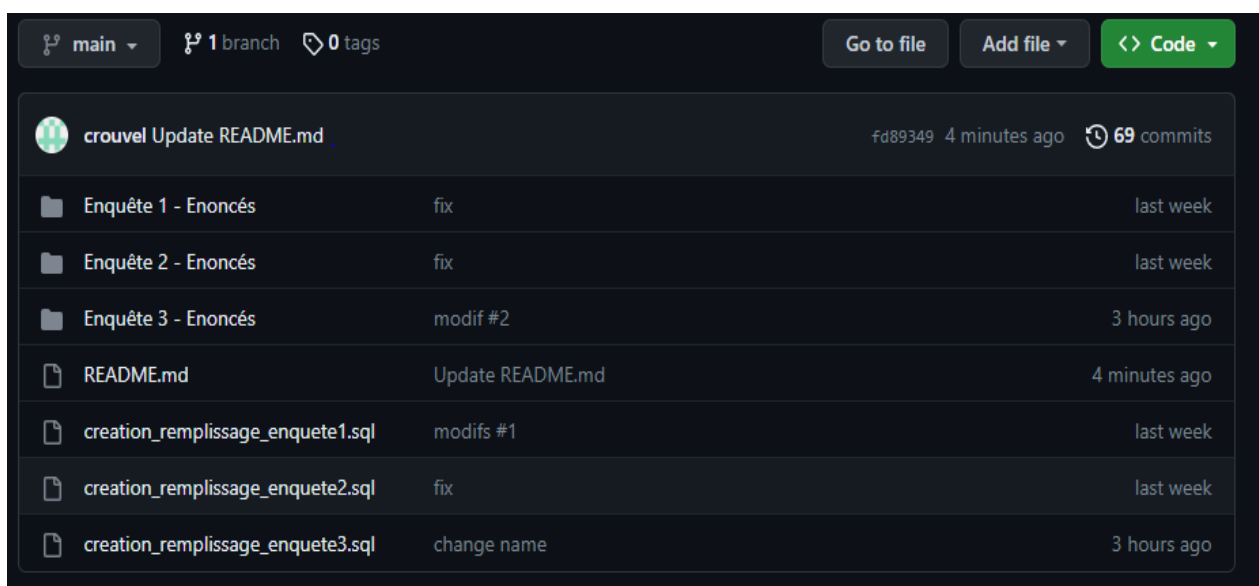 main 1 branch 0 tags Go to file Add file <> Code
crouvel Update README.md fd89349 4 minutes ago 69 commits
Enquête 1 - Enoncés fix last week
Enquête 2 - Enoncés fix last week
Enquête 3 - Enoncés modif #2 3 hours ago
README.md Update README.md 4 minutes ago
creation_remplissage_enquete1.sql modifs #1 last week
creation_remplissage_enquete2.sql fix last week
creation_remplissage_enquete3.sql change name 3 hours ago